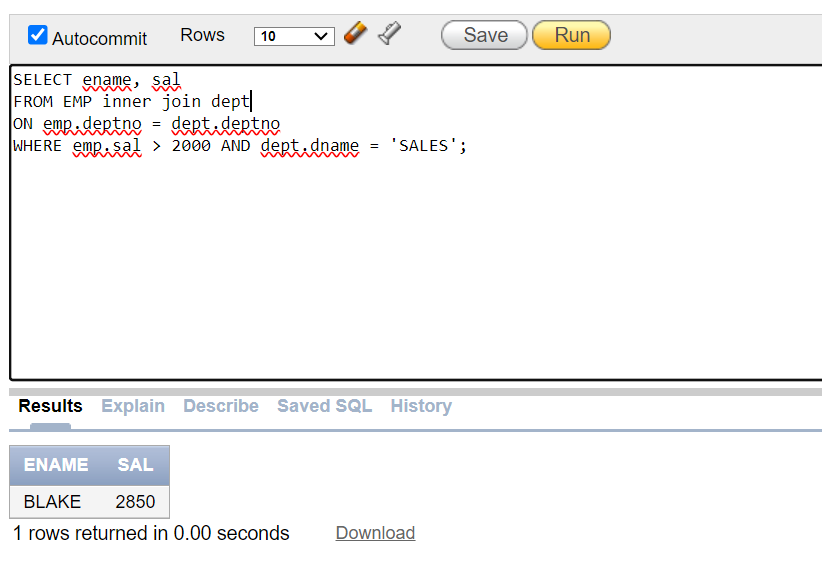 Autocommit Rows 10 Save Run
SELECT ename, sal
FROM EMP inner join dept
ON emp.deptno = dept.deptno
WHERE emp.sal > 2000 AND dept.dname = 'SALES';
Results Explain Describe Saved SQL History
ENAME SAL
BLAKE 2850
1 rows returned in 0.00 seconds Download